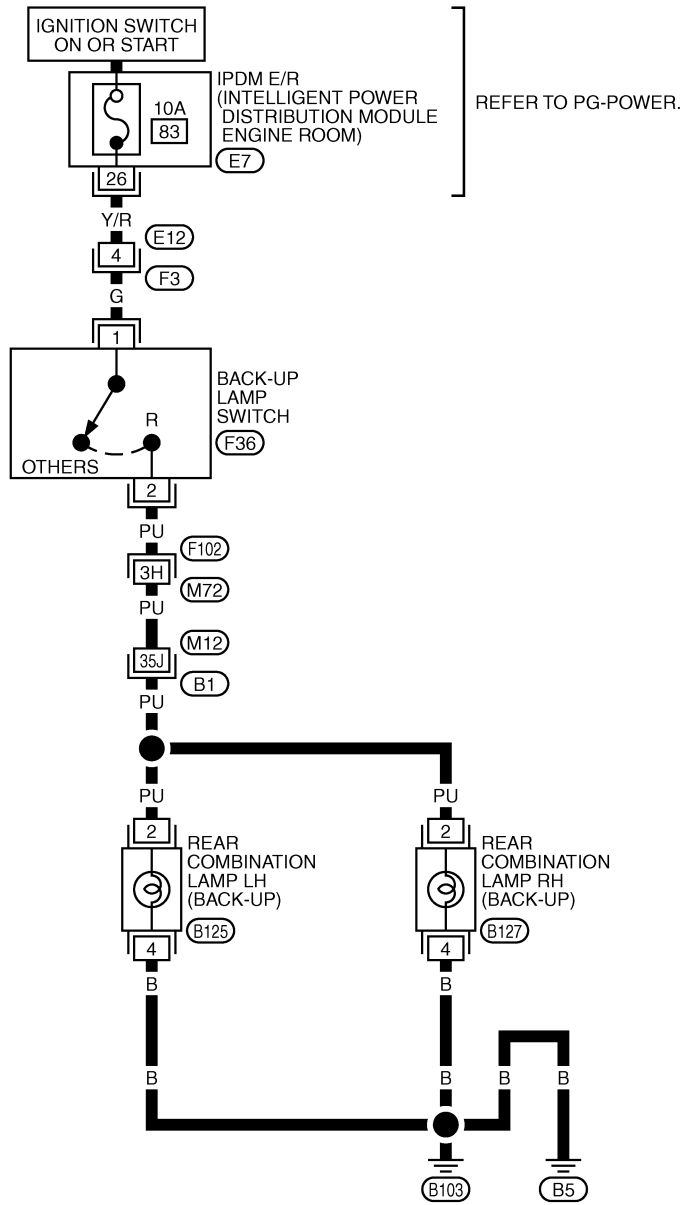 IGNITION SWITCH
ON OR START
IPDM E/R
(INTELLIGENT POWER
DISTRIBUTION MODULE
ENGINE ROOM)
E7
REFER TO PG-POWER.
10A
83
26
Y/R
E12
4
F3
G
1
BACK-UP
LAMP
SWITCH
F36
R
OTHERS
2
PU
F102
3H
M72
PU
M12
35J
B1
PU
PU
PU
2
REAR
COMBINATION
LAMP LH
(BACK-UP)
B125
4
2
REAR
COMBINATION
LAMP RH
(BACK-UP)
B127
4
B
B
B
B
B
B
B103
B5